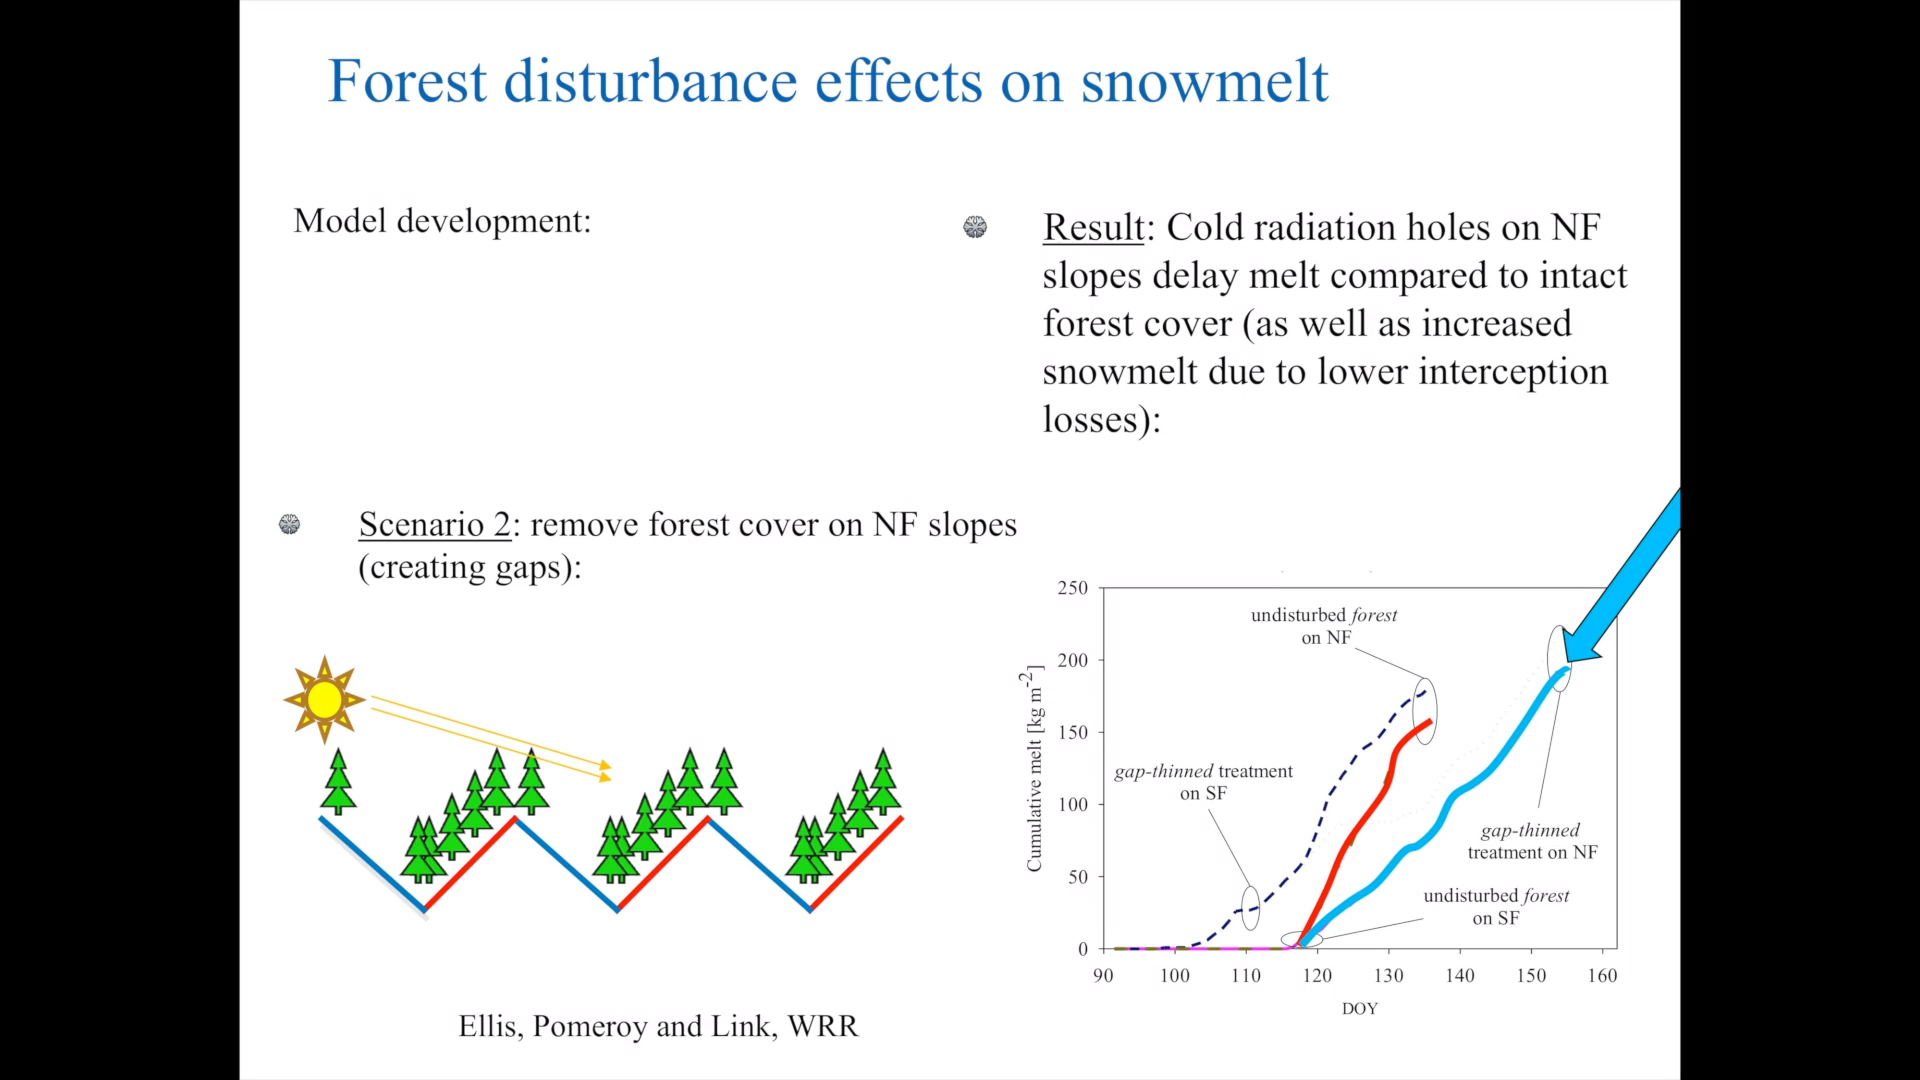 Forest disturbance effects on snowmelt
Model development:
Result: Cold radiation holes on NF
slopes delay melt compared to intact
forest cover (as well as increased
snowmelt due to lower interception
losses):
Scenario 2: remove forest cover on NF slopes
(creating gaps):
Ellis, Pomeroy and Link, WRR
Cumulative melt [kg m-2]
250
200
150
100
50
0
undisturbed forest
on NF
gap-thinned treatment
on SF
gap-thinned
treatment on NF
undisturbed forest
on SF
90 100 110 120 130 140 150 160
DOY